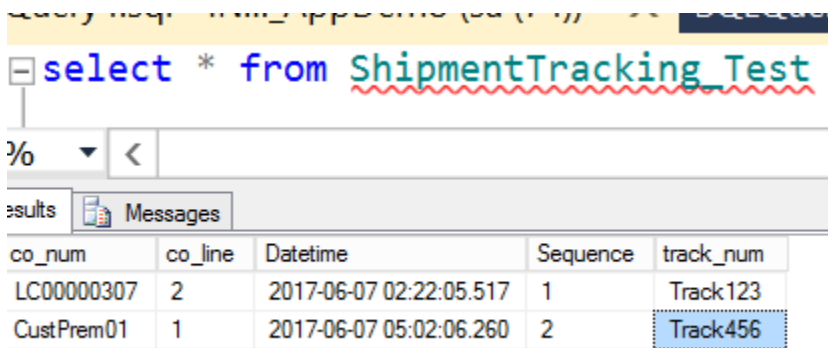 select * from ShipmentTracking_Test
%
Messages
co_num co_line Datetime Sequence track_num
LC00000307 2 2017-06-07 02:22:05.517 1 Track123
CustPrem01 1 2017-06-07 05:02:06.260 2 Track456